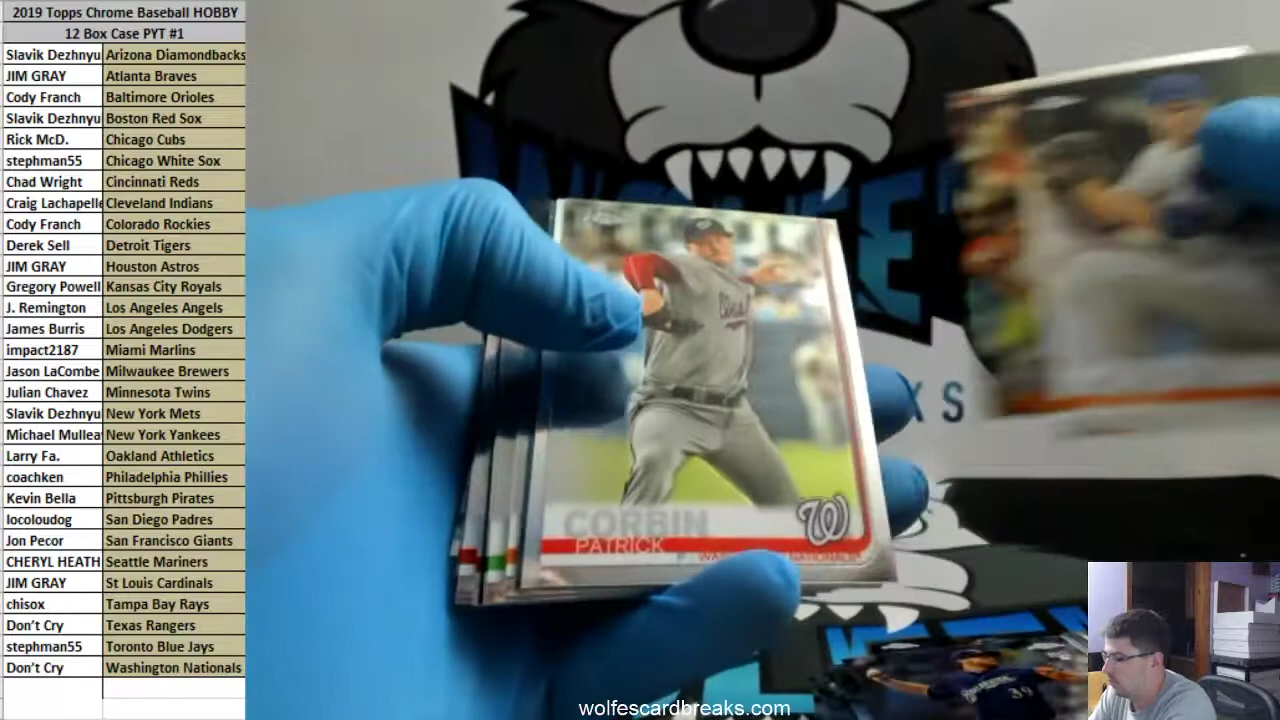 2019 Topps Chrome Baseball HOBBY
12 Box Case PYT #1
Slavik Dezhnyu Arizona Diamondbacks
JIM GRAY Atlanta Braves
Cody Franch Baltimore Orioles
Slavik Dezhnyu Boston Red Sox
Rick McD. Chicago Cubs
stephman55 Chicago White Sox
Chad Wright Cincinnati Reds
Craig Lachapelle Cleveland Indians
Cody Franch Colorado Rockies
Derek Sell Detroit Tigers
JIM GRAY Houston Astros
Gregory Powell Kansas City Royals
J. Remington Los Angeles Angels
James Burris Los Angeles Dodgers
impact2187 Miami Marlins
Jason LaCombe Milwaukee Brewers
Julian Chavez Minnesota Twins
Slavik Dezhnyu New York Mets
Michael Mullea New York Yankees
Larry Fa. Oakland Athletics
coachken Philadelphia Phillies
Kevin Bella Pittsburgh Pirates
locoloudog San Diego Padres
Jon Pecor San Francisco Giants
CHERYL HEATH Seattle Mariners
JIM GRAY St Louis Cardinals
chisox Tampa Bay Rays
Don't Cry Texas Rangers
stephman55 Toronto Blue Jays
Don't Cry Washington Nationals
CORBIN
PATRICK
W
39
wolfescardbreaks.com